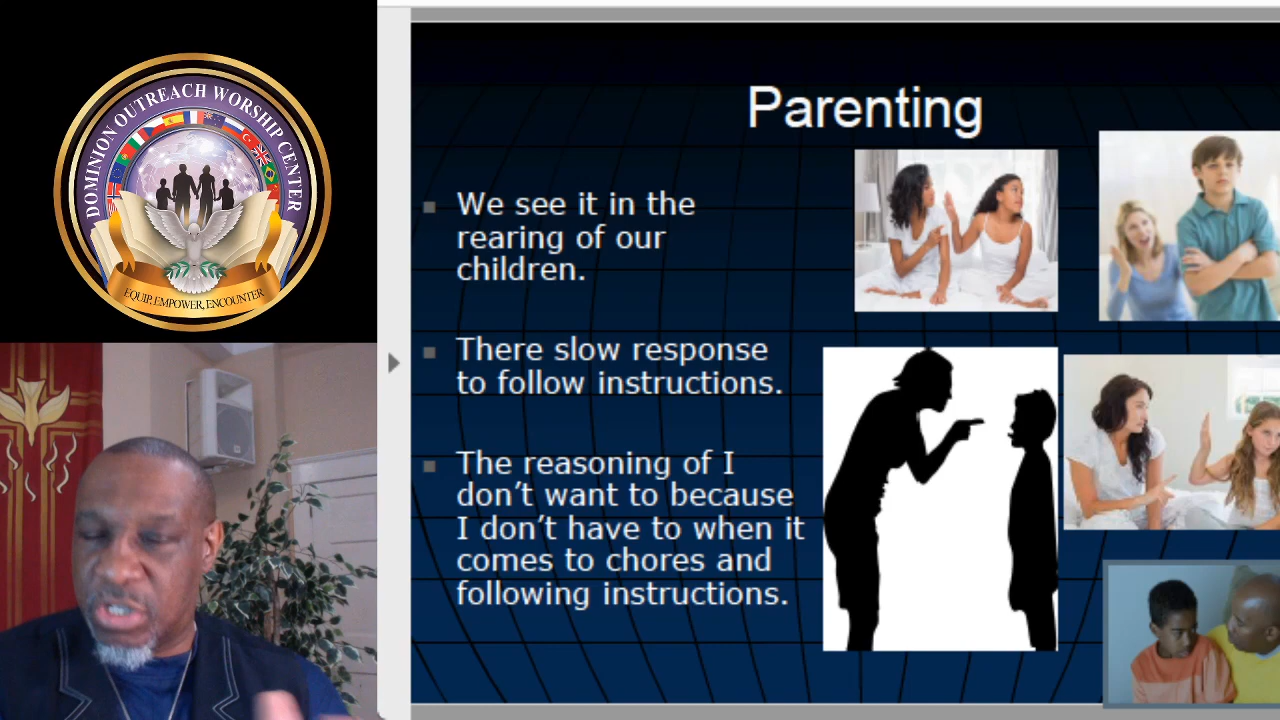 DOMINION OUTREACH WORSHIP CENTER
EQUIP, EMPOWER, ENCOUNTER
Parenting
We see it in the
rearing of our
children.
There slow response
to follow instructions.
The reasoning of I
don’t want to because
I don’t have to when it
comes to chores and
following instructions.